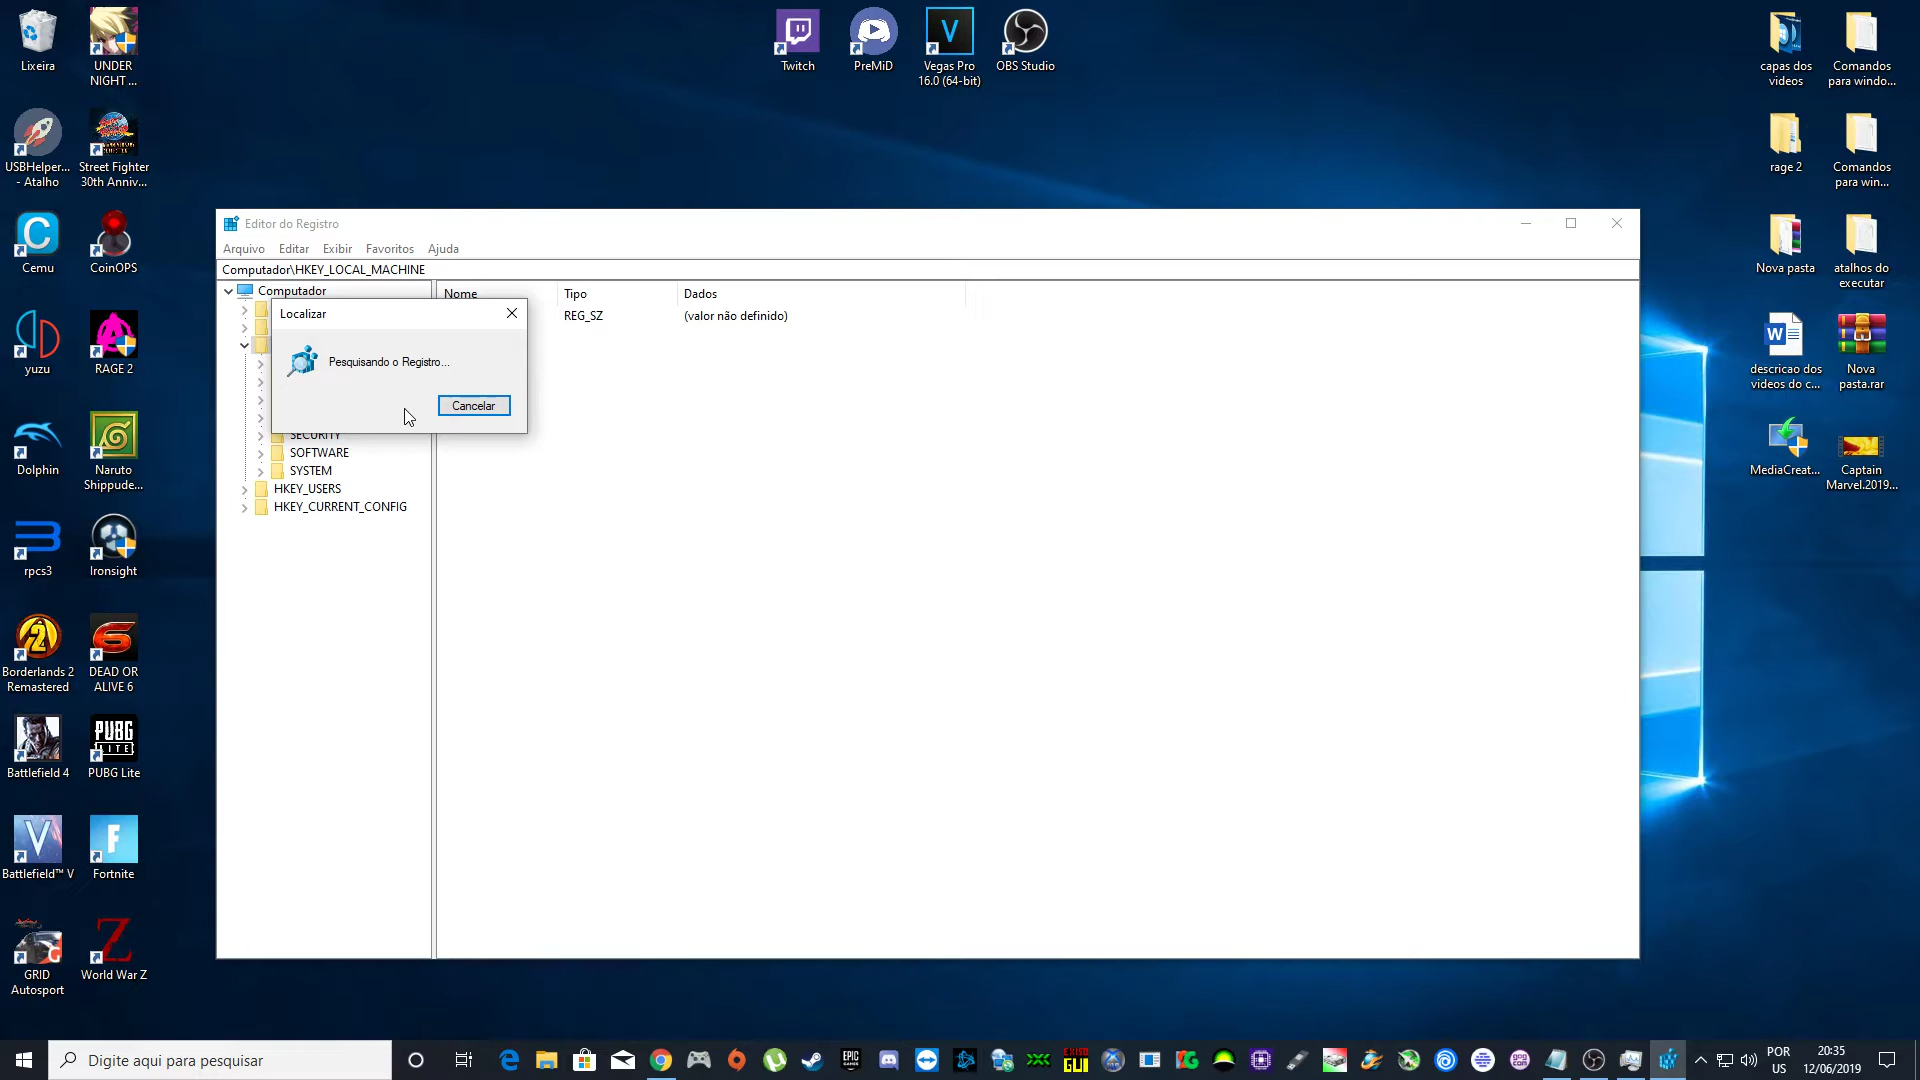 Lixeira
UNDER
NIGHT ...
USBHelper...
- Atalho
Street Fighter
30th Anniv...
Cemu
CoinOPS
yuzu
RAGE 2
Dolphin
Naruto
Shippude...
rpcs3
Ironsight
Borderlands 2
Remastered
DEAD OR
ALIVE 6
Battlefield 4
PUBG
LITE
PUBG Lite
Battlefield™ V
Fortnite
GRID
Autosport
World War Z
Twitch
PreMiD
Vegas Pro
16.0 (64-bit)
OBS Studio
capas dos
videos
Comandos
para windo...
rage 2
Comandos
para win...
Nova pasta
atalhos do
executar
descricao dos
videos do c...
Nova
pasta.rar
MediaCreat...
Captain
Marvel.2019...
Editor do Registro
Arquivo Editar Exibir Favoritos Ajuda
Computador\HKEY_LOCAL_MACHINE
Computador
Nome Tipo Dados
REG_SZ (valor não definido)
Localizar
Pesquisando o Registro...
Cancelar
SECURITY
SOFTWARE
SYSTEM
HKEY_USERS
HKEY_CURRENT_CONFIG
Digite aqui para pesquisar
EPIC
GAMES
GUI
POR
US
20:35
12/06/2019